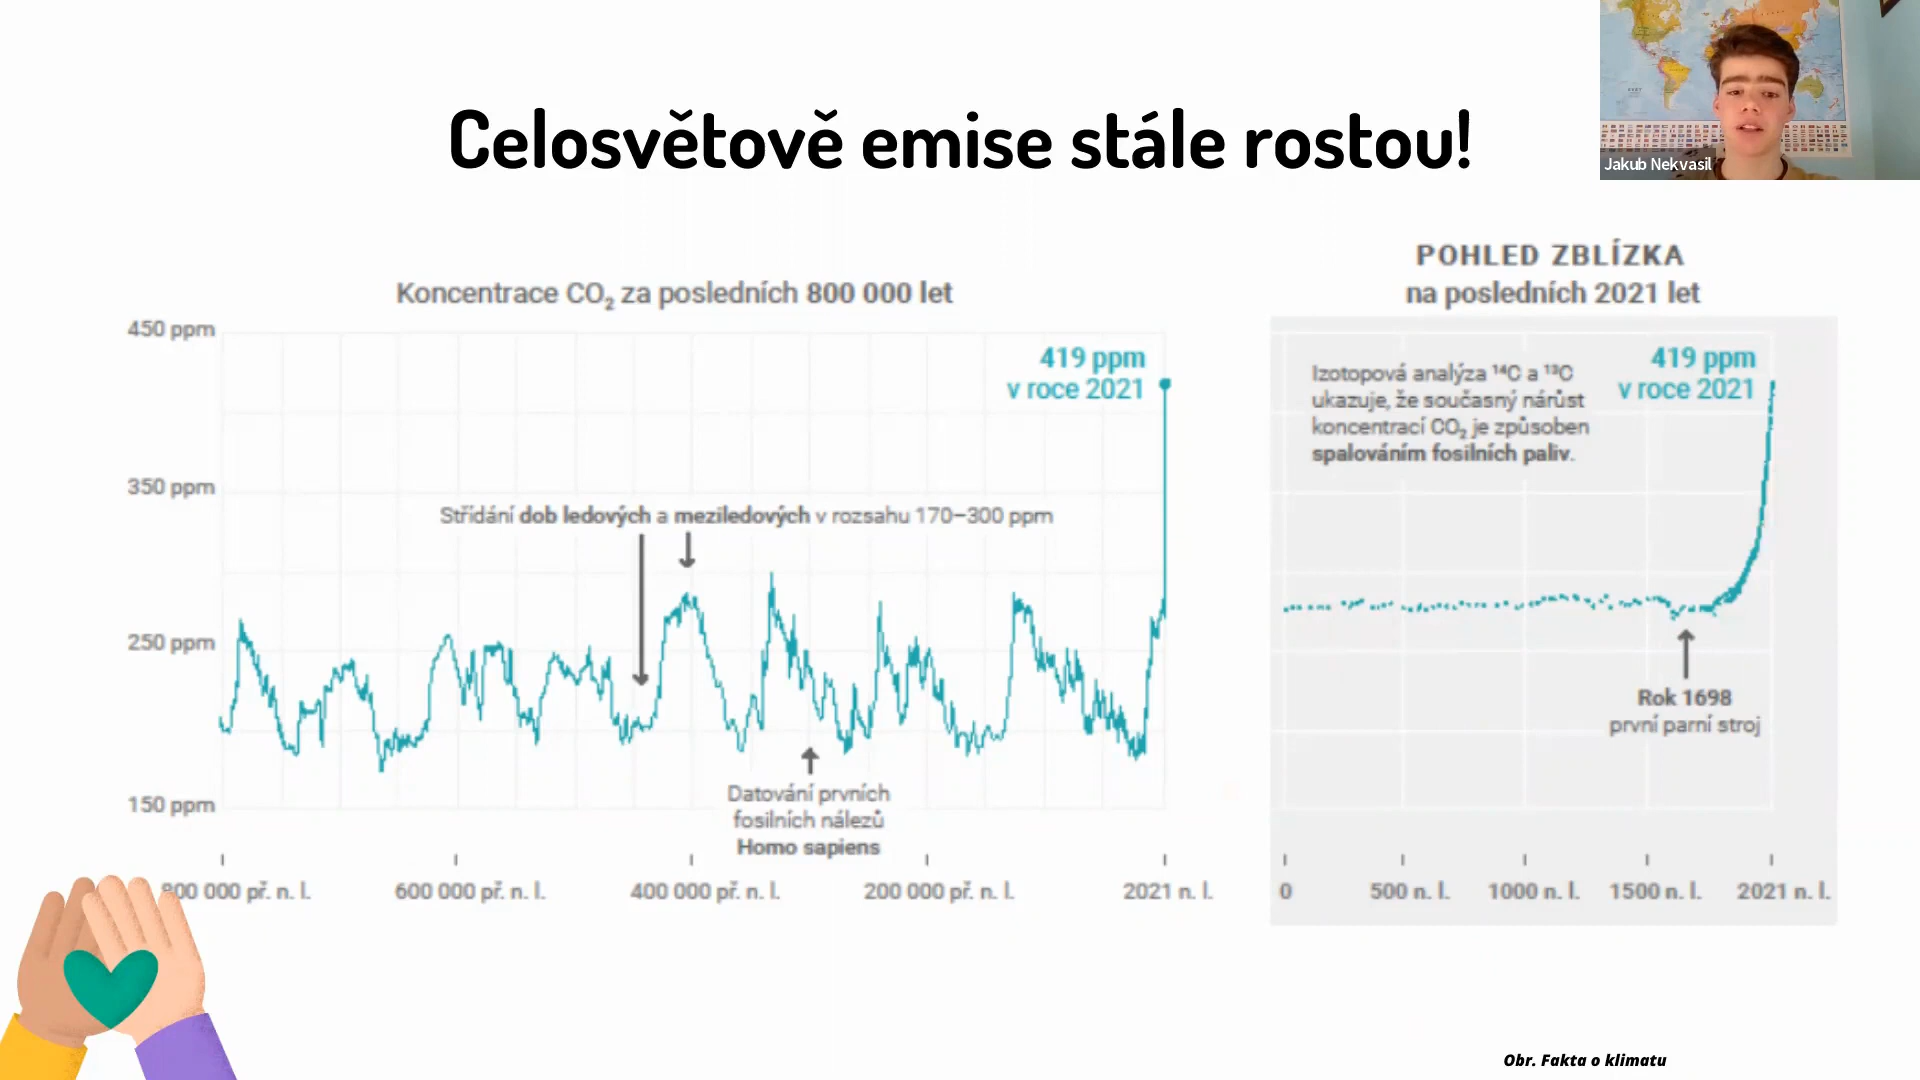 Celosvětově emise stále rostou!
Jakub Nekvasil
Koncentrace CO₂ za posledních 800 000 let
450 ppm
350 ppm
250 ppm
150 ppm
419 ppm
v roce 2021
Střídání dob ledových a meziledových v rozsahu 170–300 ppm
Datování prvních
fosilních nálezů
Homo sapiens
800 000 př. n. l.
600 000 př. n. l.
400 000 př. n. l.
200 000 př. n. l.
2021 n. l.
POHLED ZBLÍZKA
na posledních 2021 let
Izotopová analýza ¹⁴C a ¹³C
ukazuje, že současný nárůst
koncentrací CO₂ je způsoben
spalováním fosilních paliv.
419 ppm
v roce 2021
Rok 1698
první parní stroj
0
500 n. l.
1000 n. l.
1500 n. l.
2021 n. l.
Obr. Fakta o klimatu